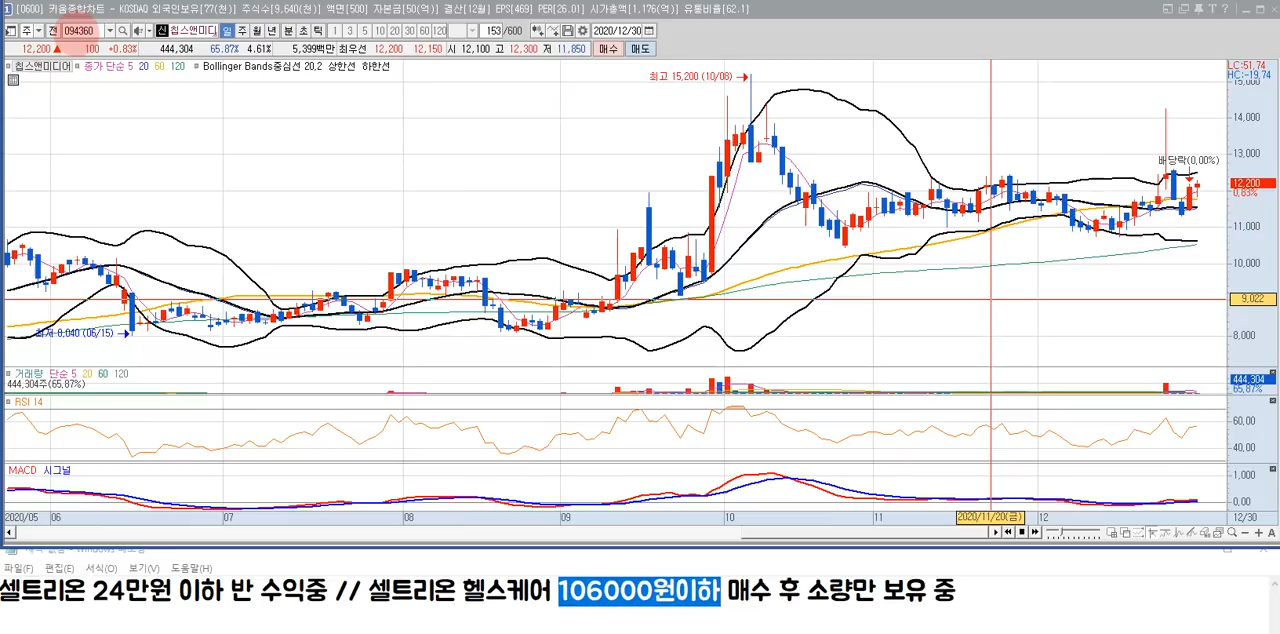 [0600] 키움종합차트 - KOSDAQ 외국인보유[77(천)] 주식수[9,640(천)] 액면[500] 자본금[50(억)] 결산[12월] EPS[469] PER[26.01] 시가총액[1,176(억)] 유통비율[62.1]
주 전 094360 신 칩스앤미디 일 주 월 년 분 초 틱 1 3 5 10 20 30 60 120 153/600 2020/12/30
12,200 ▲ 100 +0.83% 444,304 65.87% 4.61% 5,399백만 최우선 12,200 12,150 시 12,100 고 12,300 저 11,850 매수 매도
칩스앤미디어 종가 단순 5 20 60 120 Bollinger Bands중심선 20,2 상한선 하한선
LC:51.74
HC:-19.74
최고 15,200 (10/08)
15,000
14,000
13,000
배당락(0.00%)
12,200
0.83%
11,000
10,000
9,022
최저 8,040 (06/15)
8,000
거래량 단순 5 20 60 120
444,304주(65.87%)
444,304
65.87%
RSI 14
60.00
40.00
MACD 시그널
1,000
0.00
2020/05 06 07 08 09 10 11 2020/11/20(금) 12 12/30
파일(F) 편집(E) 서식(O) 보기(V) 도움말(H)
셀트리온 24만원 이하 반 수익중 // 셀트리온 헬스케어 106000원이하 매수 후 소량만 보유 중